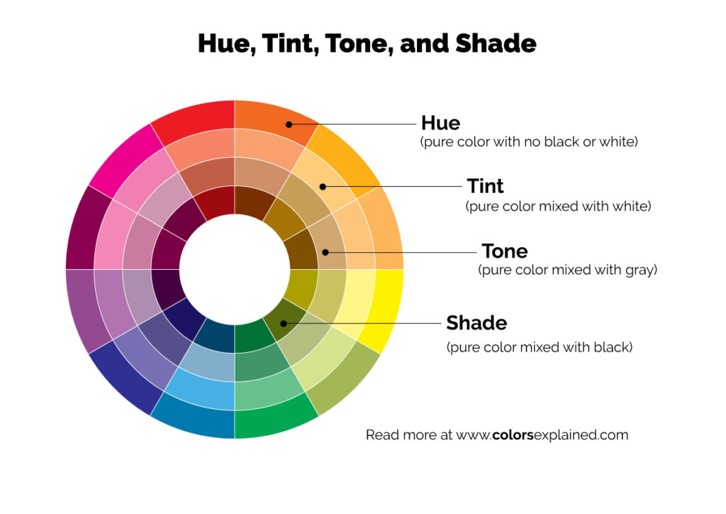 Hue, Tint, Tone, and Shade
Hue
(pure color with no black or white)
Tint
(pure color mixed with white)
Tone
(pure color mixed with gray)
Shade
(pure color mixed with black)
Read more at www.colorsexplained.com